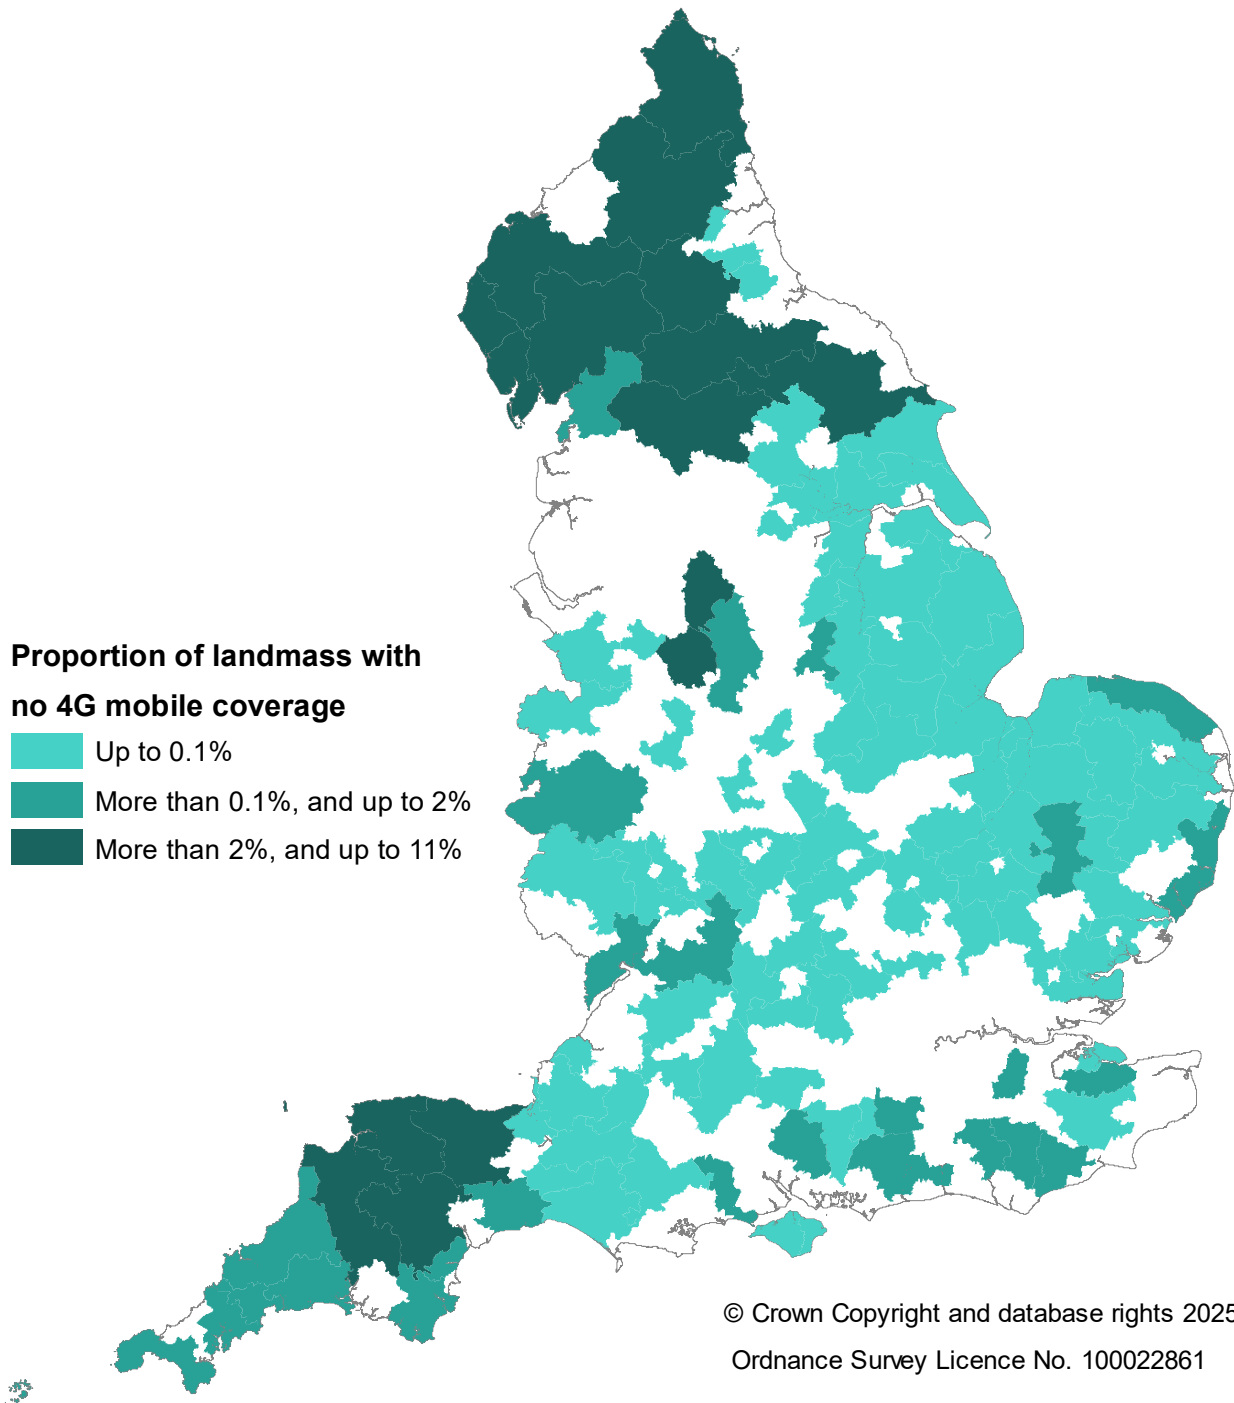 Proportion of landmass with
no 4G mobile coverage
Up to 0.1%
More than 0.1%, and up to 2%
More than 2%, and up to 11%
© Crown Copyright and database rights 2025
Ordnance Survey Licence No. 100022861